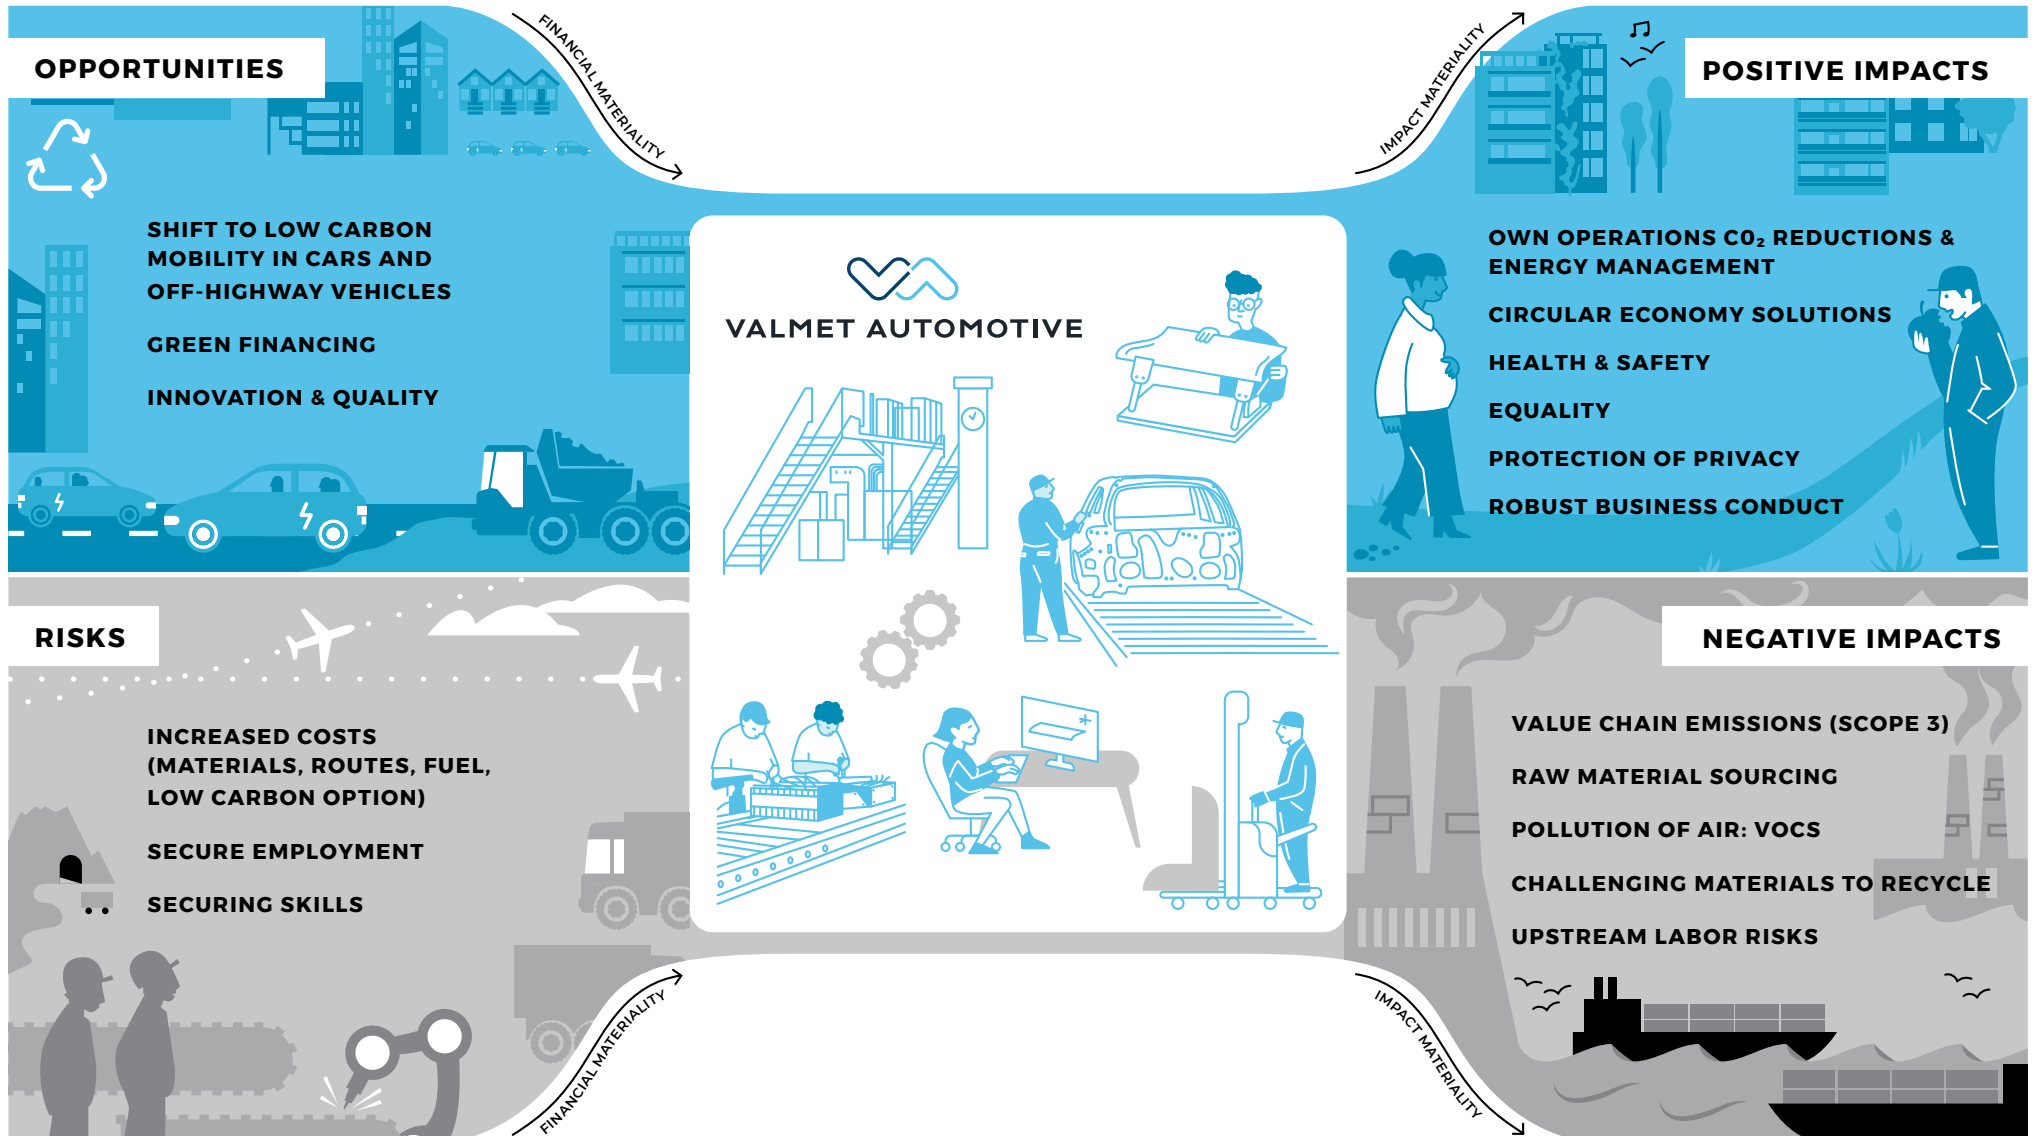 OPPORTUNITIES
FINANCIAL MATERIALITY
SHIFT TO LOW CARBON
MOBILITY IN CARS AND
OFF-HIGHWAY VEHICLES
GREEN FINANCING
INNOVATION & QUALITY
IMPACT MATERIALITY
POSITIVE IMPACTS
OWN OPERATIONS C0₂ REDUCTIONS &
ENERGY MANAGEMENT
CIRCULAR ECONOMY SOLUTIONS
HEALTH & SAFETY
EQUALITY
PROTECTION OF PRIVACY
ROBUST BUSINESS CONDUCT
VALMET AUTOMOTIVE
RISKS
INCREASED COSTS
(MATERIALS, ROUTES, FUEL,
LOW CARBON OPTION)
SECURE EMPLOYMENT
SECURING SKILLS
FINANCIAL MATERIALITY
NEGATIVE IMPACTS
VALUE CHAIN EMISSIONS (SCOPE 3)
RAW MATERIAL SOURCING
POLLUTION OF AIR: VOCS
CHALLENGING MATERIALS TO RECYCLE
UPSTREAM LABOR RISKS
IMPACT MATERIALITY